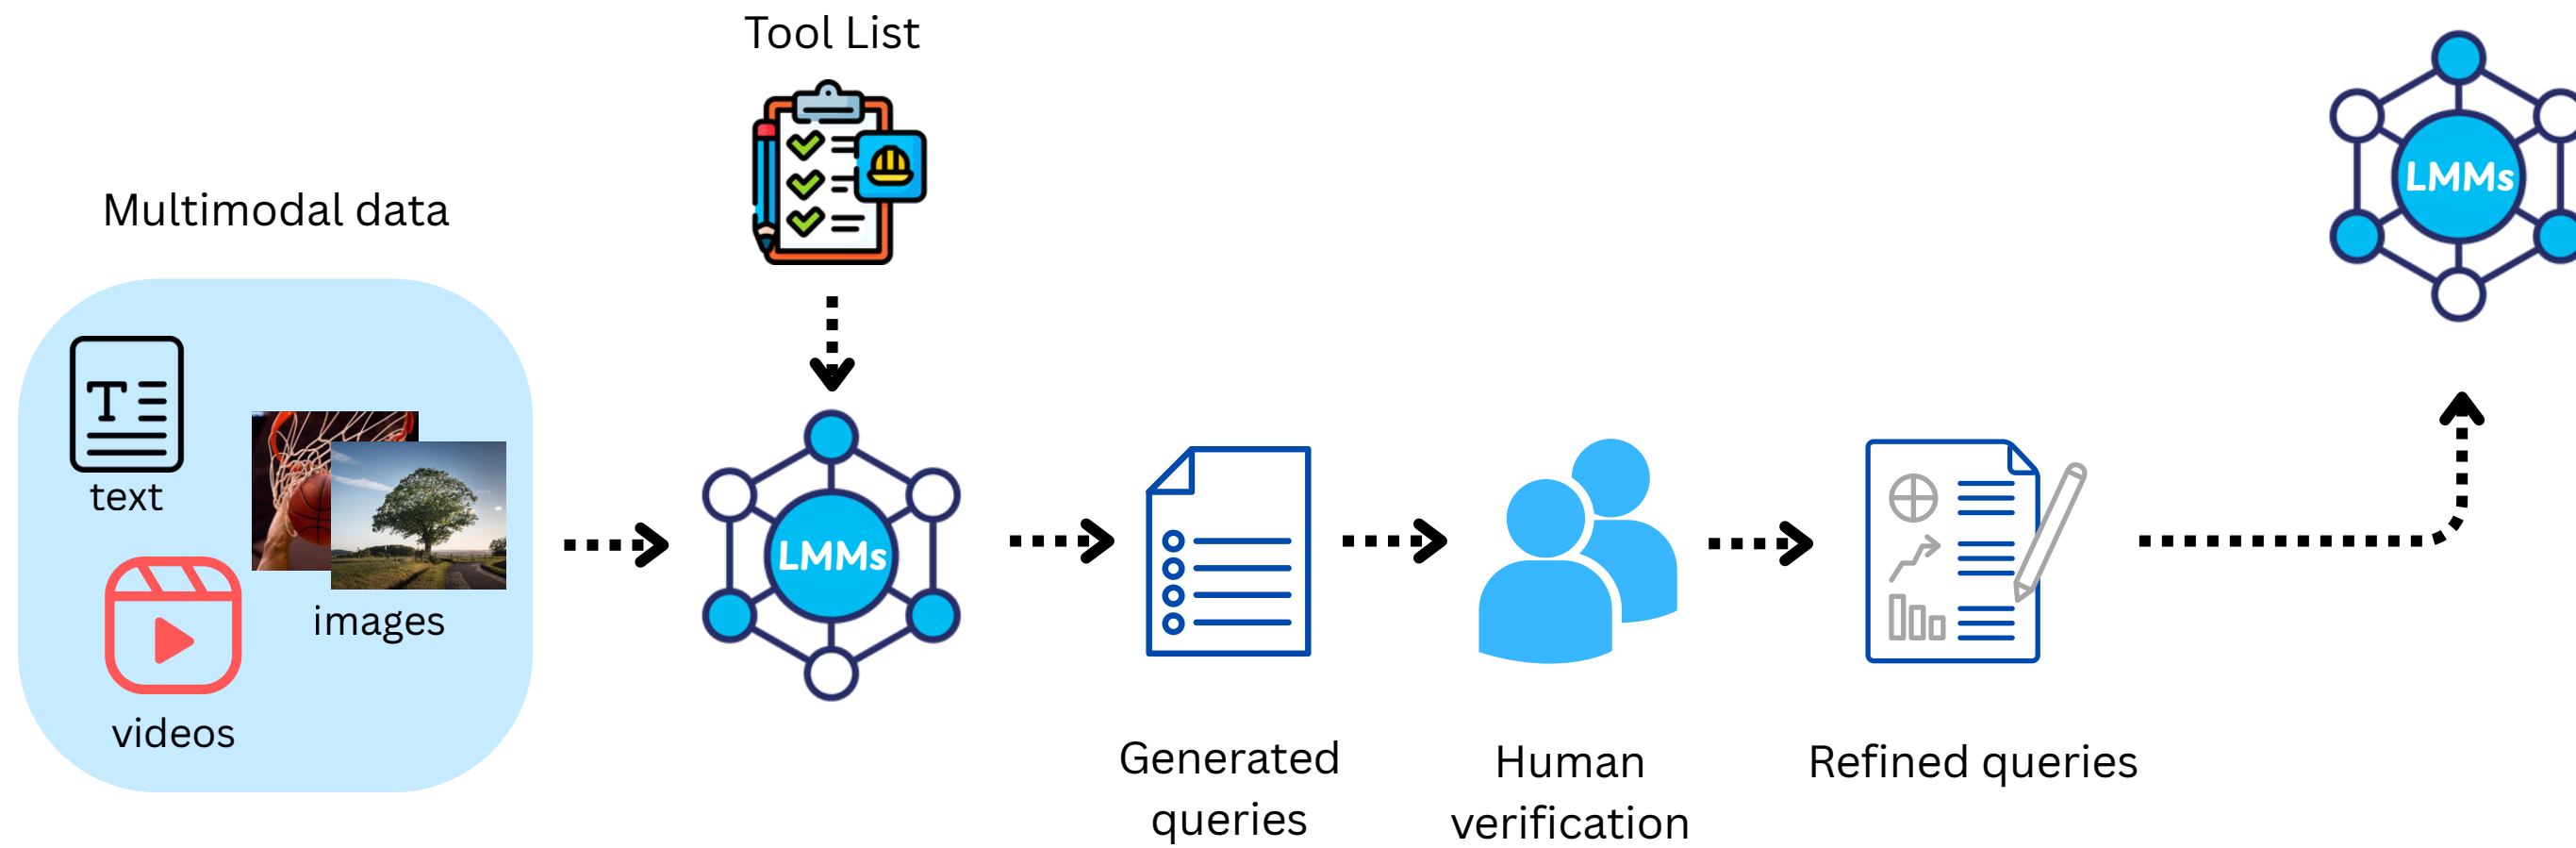 Tool List
Multimodal data
text
images
videos
LMMs
Generated
queries
Human
verification
Refined queries
LMMs